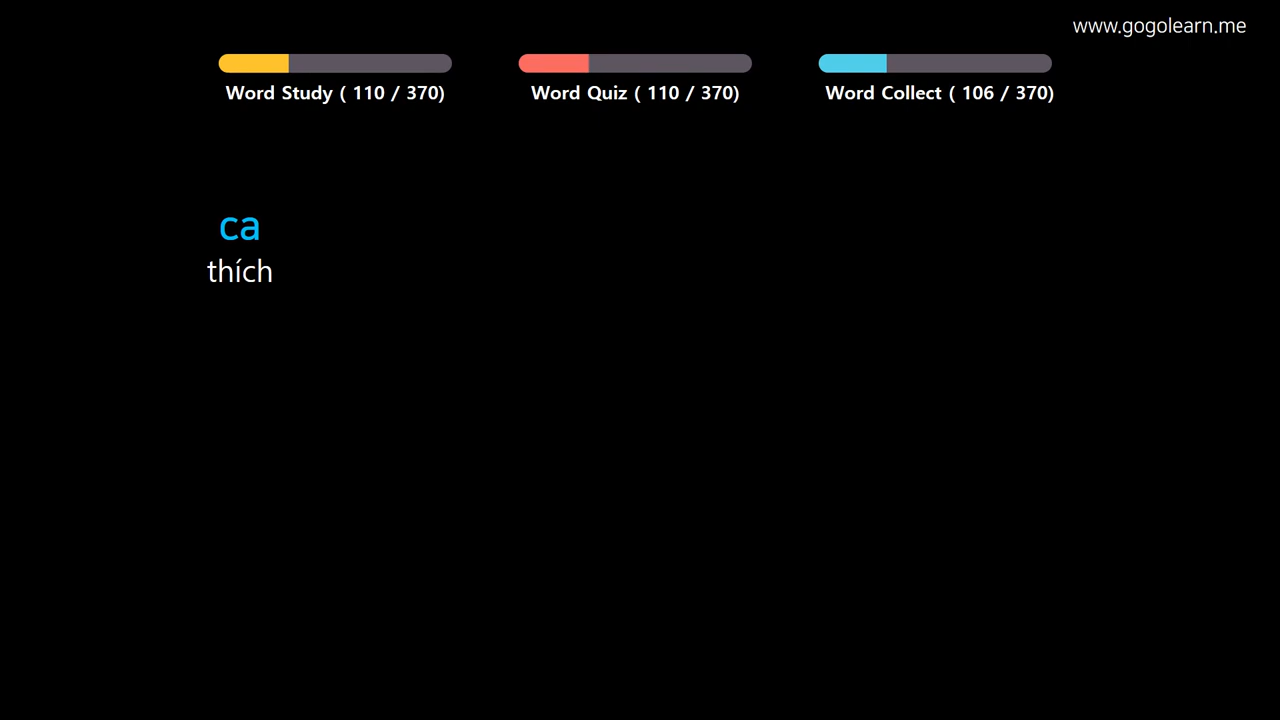 www.gogolearn.me
Word Study ( 110 / 370)
Word Quiz ( 110 / 370)
Word Collect ( 106 / 370)
ca
thích